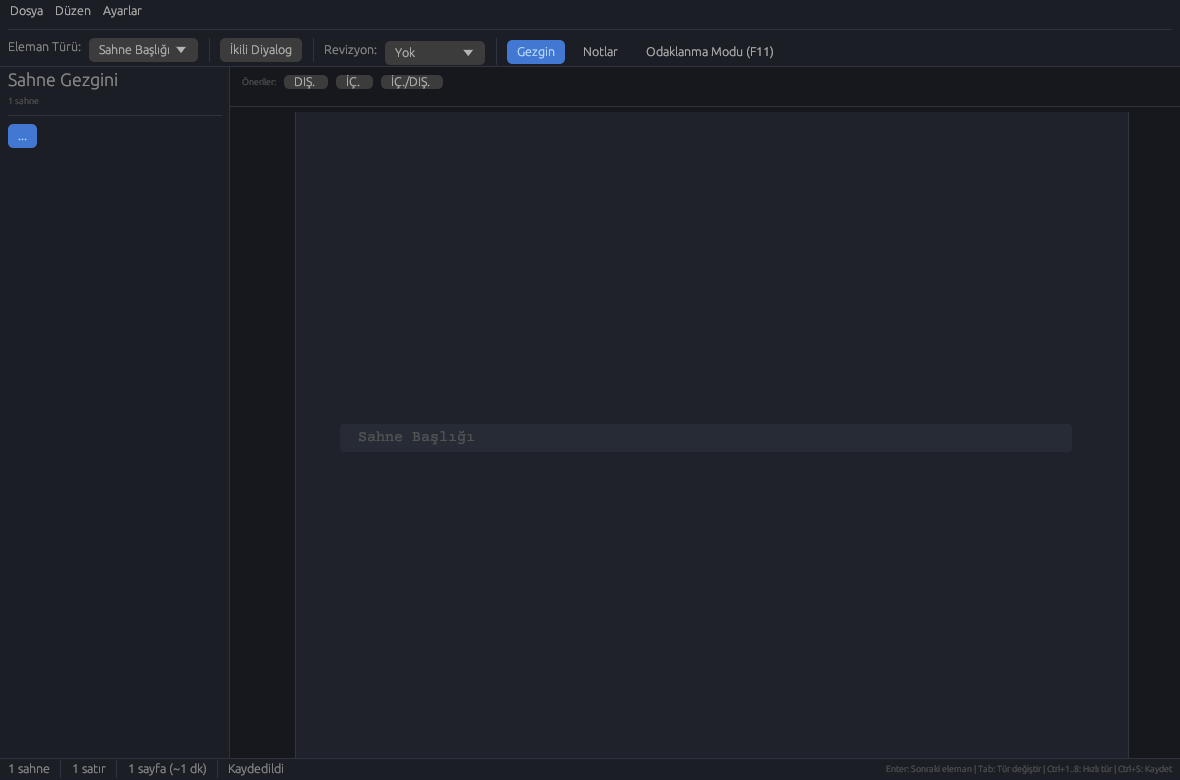 Dosya Düzen Ayarlar
Eleman Türü: Sahne Başlığı İkili Diyalog Revizyon: Yok Gezgin Notlar Odaklanma Modu (F11)
Sahne Gezgini
1 sahne
...
Öneriler: DIŞ. İÇ. İÇ./DIŞ.
Sahne Başlığı
1 sahne 1 satır 1 sayfa (~1 dk) Kaydedildi
Enter: Sonraki eleman | Tab: Tür değiştir | Ctrl+1..8: Hızlı tür | Ctrl+S: Kaydet